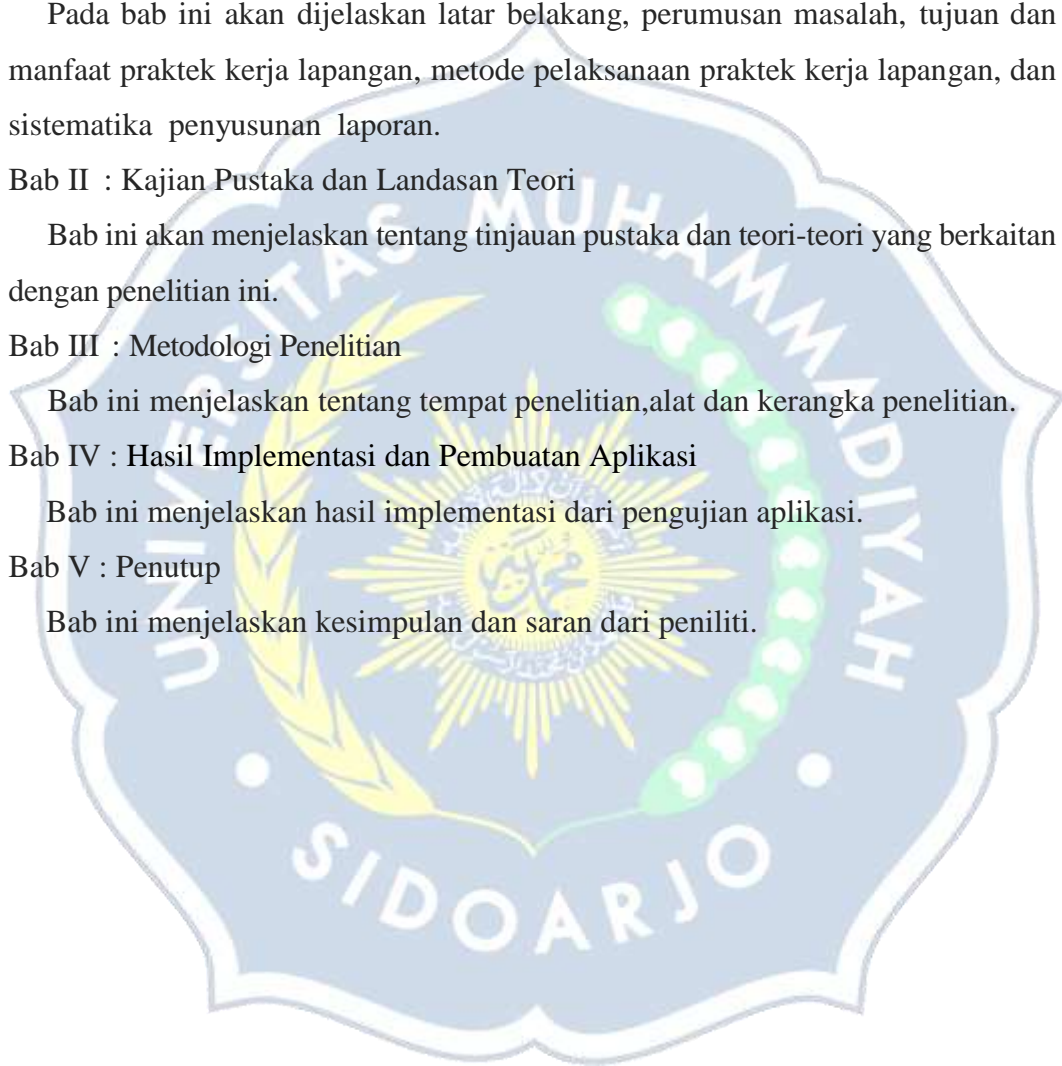 Pada bab ini akan dijelaskan latar belakang, perumusan masalah, tujuan dan
manfaat praktek kerja lapangan, metode pelaksanaan praktek kerja lapangan, dan
sistematika penyusunan laporan.
Bab II : Kajian Pustaka dan Landasan Teori
Bab ini akan menjelaskan tentang tinjauan pustaka dan teori-teori yang berkaitan
dengan penelitian ini.
Bab III : Metodologi Penelitian
Bab ini menjelaskan tentang tempat penelitian,alat dan kerangka penelitian.
Bab IV : Hasil Implementasi dan Pembuatan Aplikasi
Bab ini menjelaskan hasil implementasi dari pengujian aplikasi.
Bab V : Penutup
Bab ini menjelaskan kesimpulan dan saran dari peniliti.
UNIVERSITAS MUHAMMADIYAH
SIDOARJO